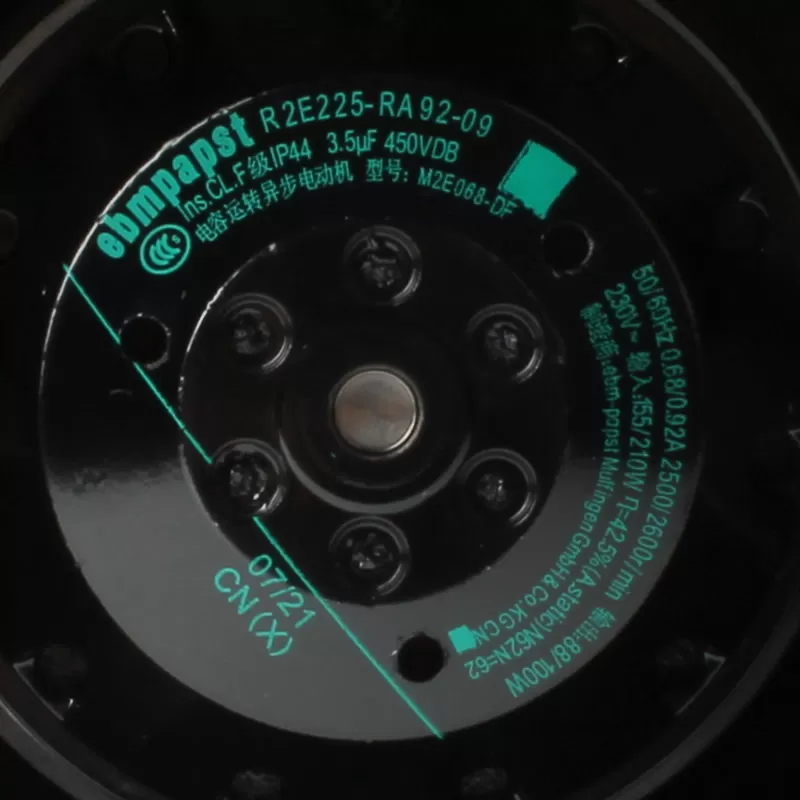 ebmpapst R2E225-RA92-09
Ins.CL.F级IP44 3.5µF 450VDB
CCC
电容运转异步电动机 型号: M2E068-DF
50/60Hz 0.68/0.92A 2500/2600r/min 输出:88/100W
230V~ 输入:155/210W η=42.5%(A,static)N52N=62
制造商:ebm-papst Mulfingen GmbH & Co.KG CN
07/21
CN (X)